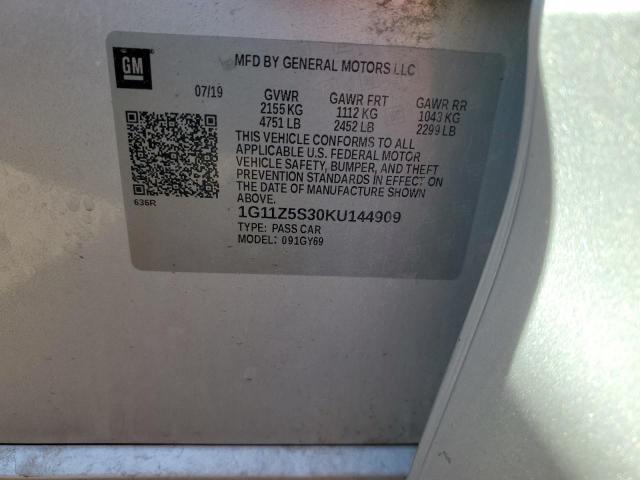 GM
MFD BY GENERAL MOTORS LLC
07/19 GVWR GAWR FRT GAWR RR
2155 KG 1112 KG 1043 KG
4751 LB 2452 LB 2299 LB
THIS VEHICLE CONFORMS TO ALL
APPLICABLE U.S. FEDERAL MOTOR
VEHICLE SAFETY, BUMPER, AND THEFT
PREVENTION STANDARDS IN EFFECT ON
THE DATE OF MANUFACTURE SHOWN
ABOVE.
636R
1G11Z5S30KU144909
TYPE: PASS CAR
MODEL: 091GY69